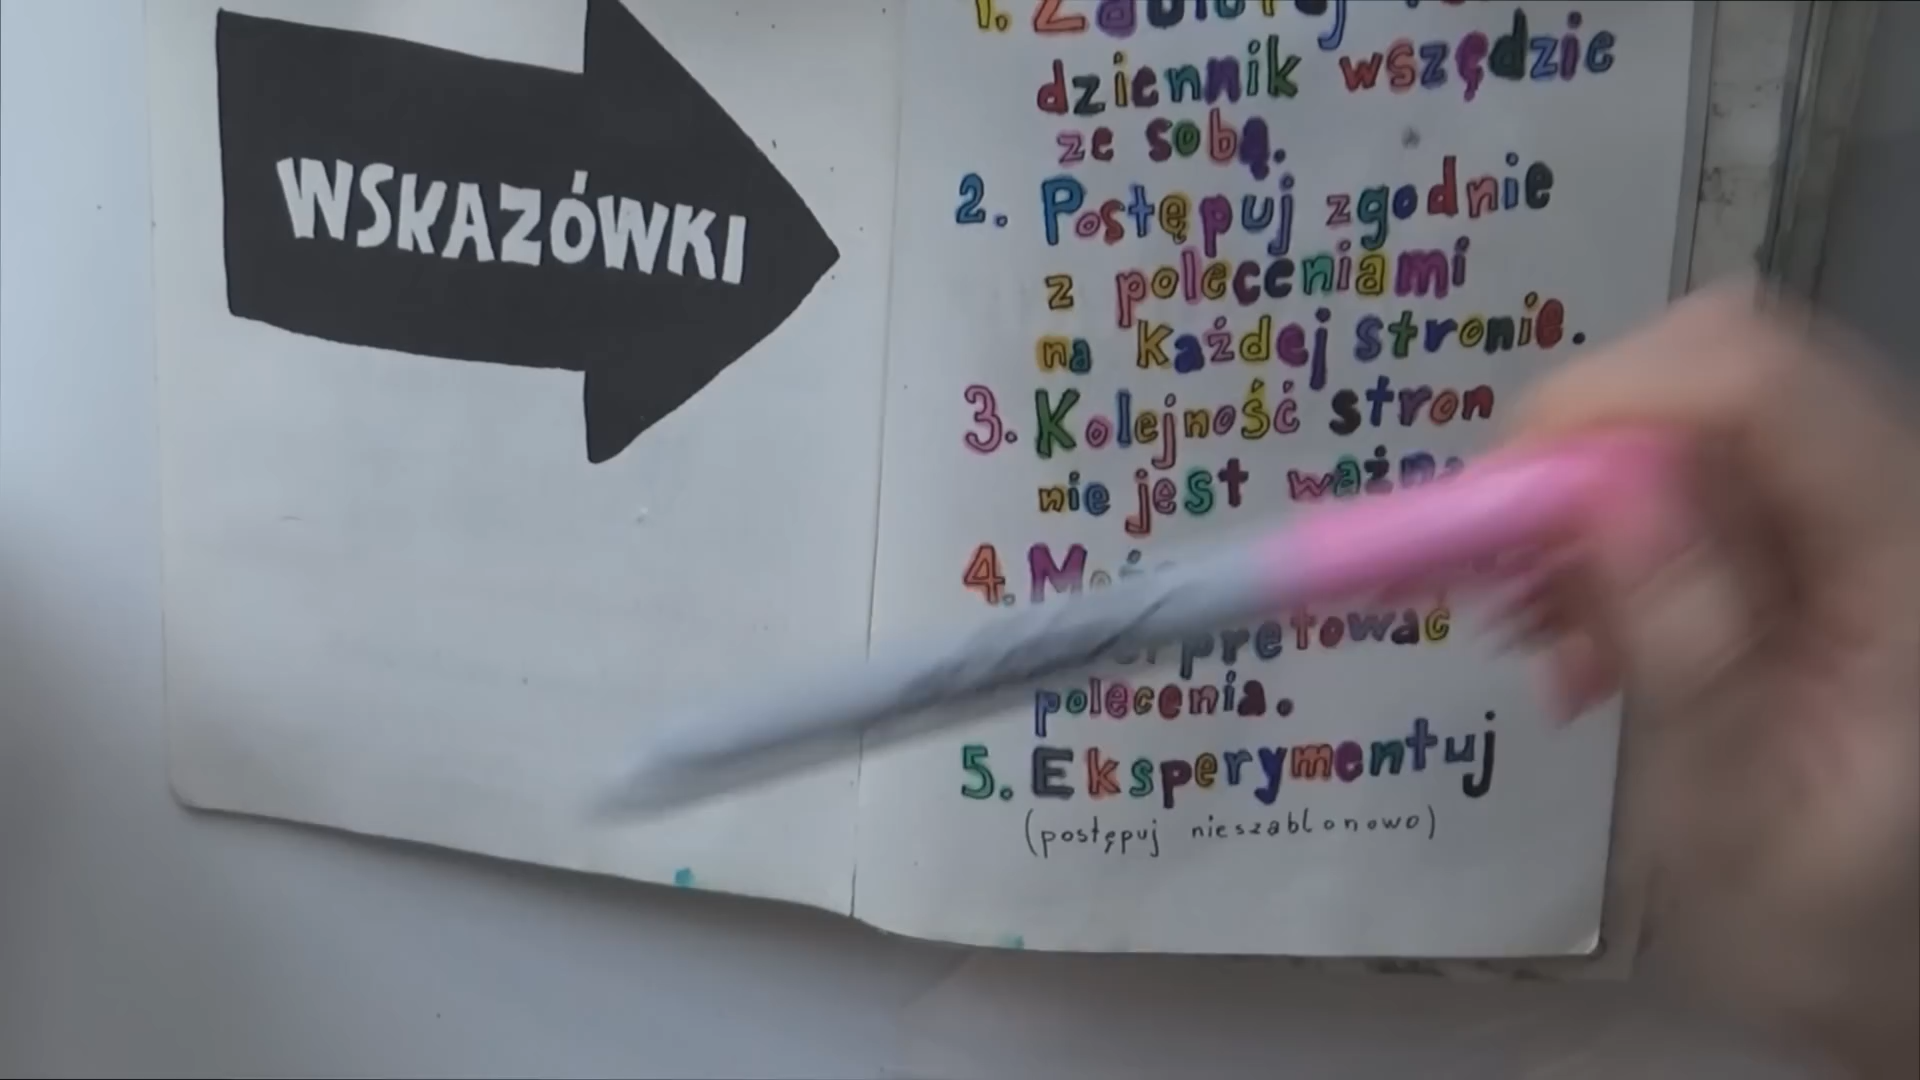 WSKAZÓWKI
1.
dziennik wszędzie
ze sobą.
2. Postępuj zgodnie
z poleceniami
na każdej stronie.
3. Kolejność stron
nie jest
4.
polecenia.
5. Eksperymentuj
(postępuj nieszablonowo)